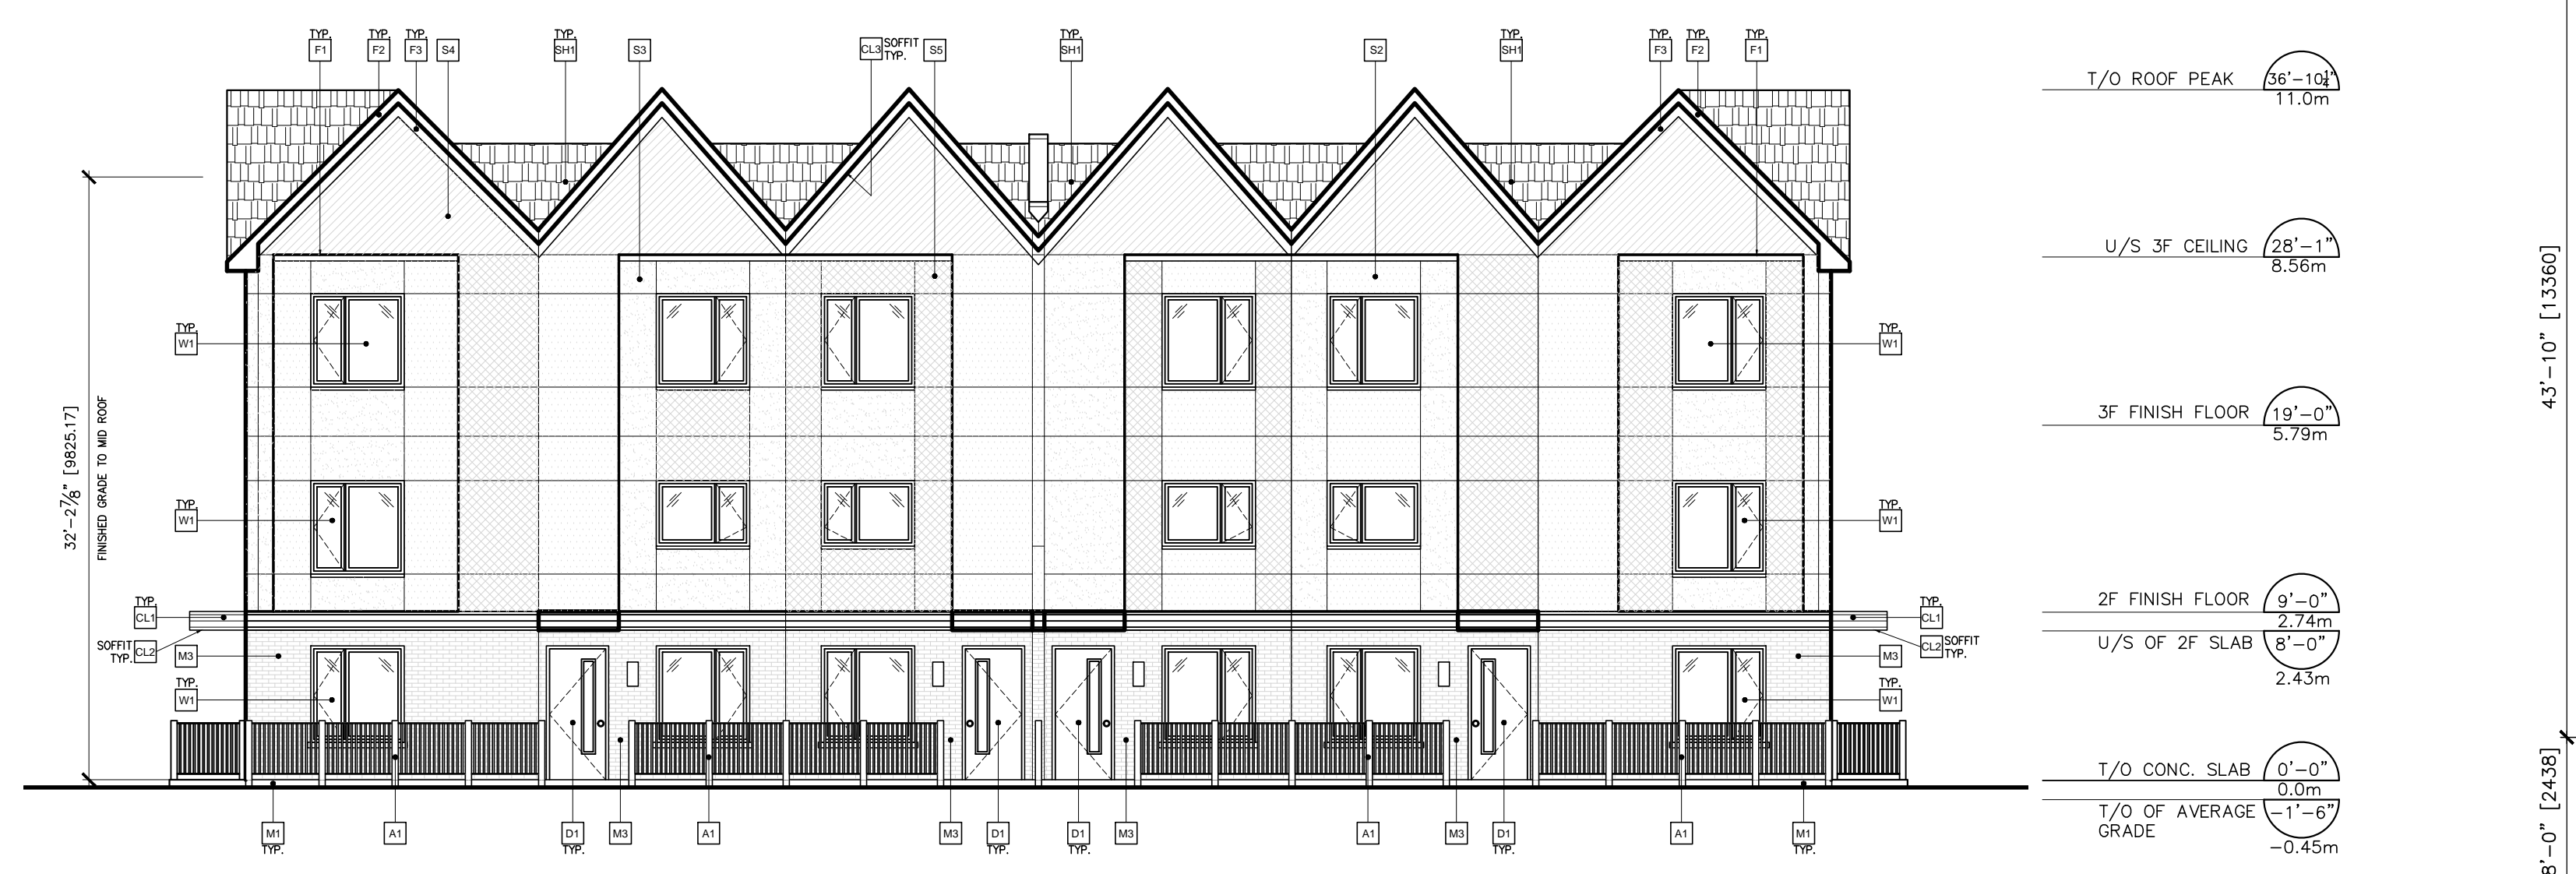 TYP.
F1
TYP.
F2
TYP.
F3
S4
TYP.
SH1
S3
CL3
SOFFIT
TYP.
S5
TYP.
SH1
S2
TYP.
SH1
TYP.
F3
TYP.
F2
TYP.
F1
T/O ROOF PEAK
36'-10¼"
11.0m
U/S 3F CEILING
28'-1"
8.56m
43'-10" [13360]
TYP.
W1
TYP.
W1
3F FINISH FLOOR
19'-0"
5.79m
32'-2⅞" [9825.17]
FINISHED GRADE TO MID ROOF
TYP.
W1
TYP.
W1
2F FINISH FLOOR
9'-0"
2.74m
TYP.
CL1
TYP.
CL1
SOFFIT
TYP.
CL2
CL2
SOFFIT
TYP.
U/S OF 2F SLAB
8'-0"
2.43m
M3
M3
TYP.
W1
TYP.
W1
T/O CONC. SLAB
0'-0"
0.0m
8'-0" [2438]
M1
TYP.
A1
D1
TYP.
M3
A1
M3
D1
TYP.
D1
TYP.
M3
A1
M3
D1
TYP.
A1
M1
TYP.
T/O OF AVERAGE
GRADE
-1'-6"
-0.45m